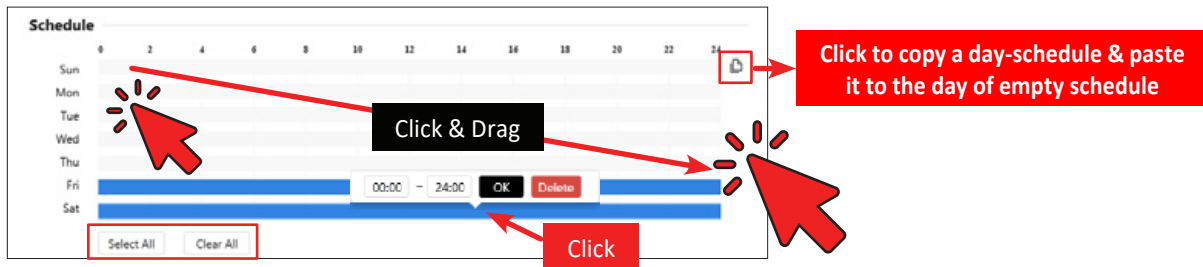 Schedule
0 2 4 6 8 10 12 14 16 18 20 22 24
Sun
Mon
Tue
Wed
Thu
Fri
Sat
Click & Drag
00:00 - 24:00 OK Delete
Click
Select All Clear All
Click to copy a day-schedule & paste
it to the day of empty schedule